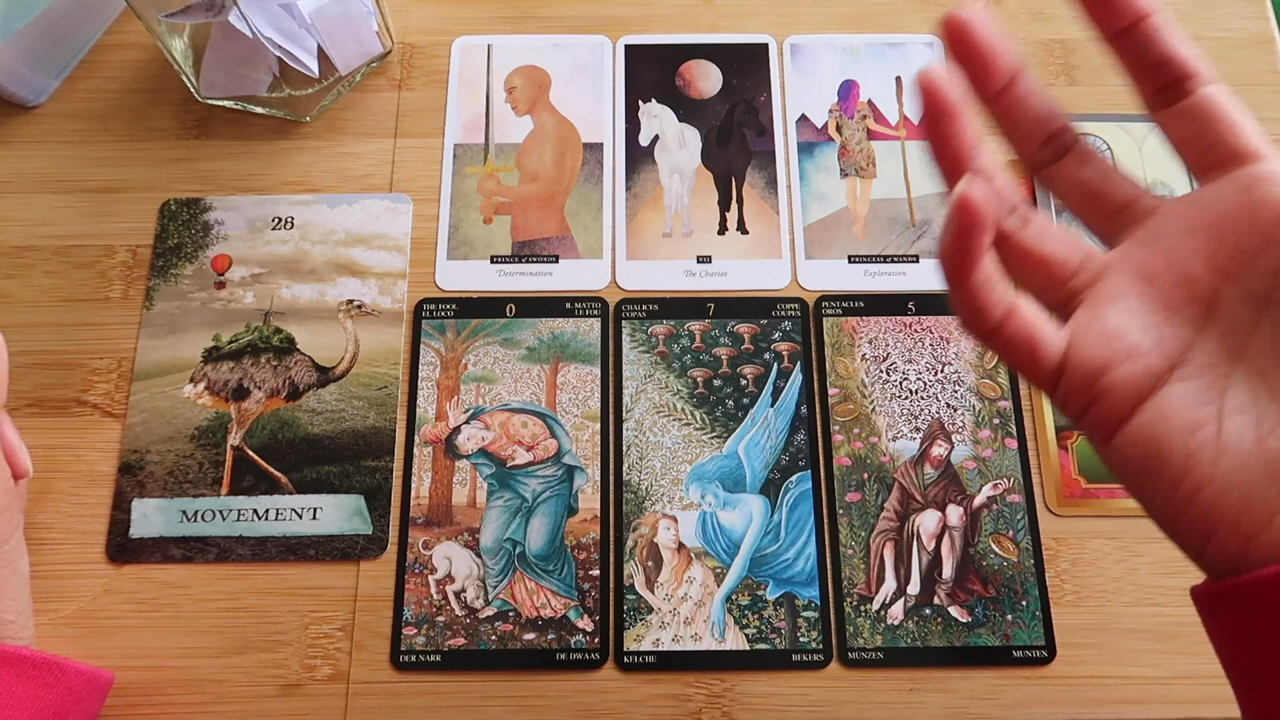 28
MOVEMENT
PRINCE of SWORDS
Determination
VII
The Chariot
PRINCESS of WANDS
Exploration
THE FOOL
EL LOCO
0
IL MATTO
LE FOU
DER NARR
DE DWAAS
CHALICES
COPAS
7
COPPE
COUPES
KELCHE
BEKERS
PENTACLES
OROS
5
MÜNZEN
MUNTEN